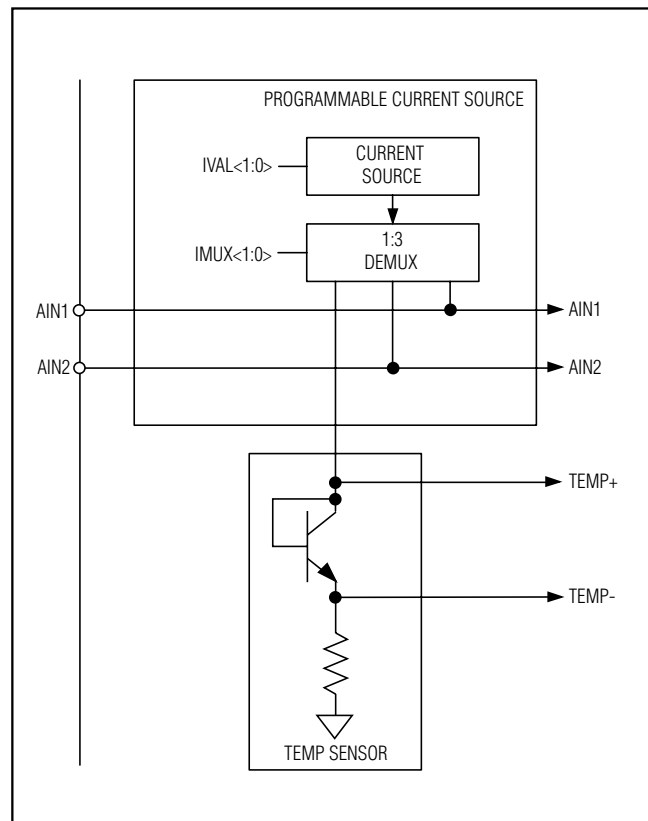 PROGRAMMABLE CURRENT SOURCE
CURRENT
SOURCE
IVAL<1:0>
1:3
DEMUX
IMUX<1:0>
AIN1
AIN1
AIN2
AIN2
TEMP+
TEMP-
TEMP SENSOR